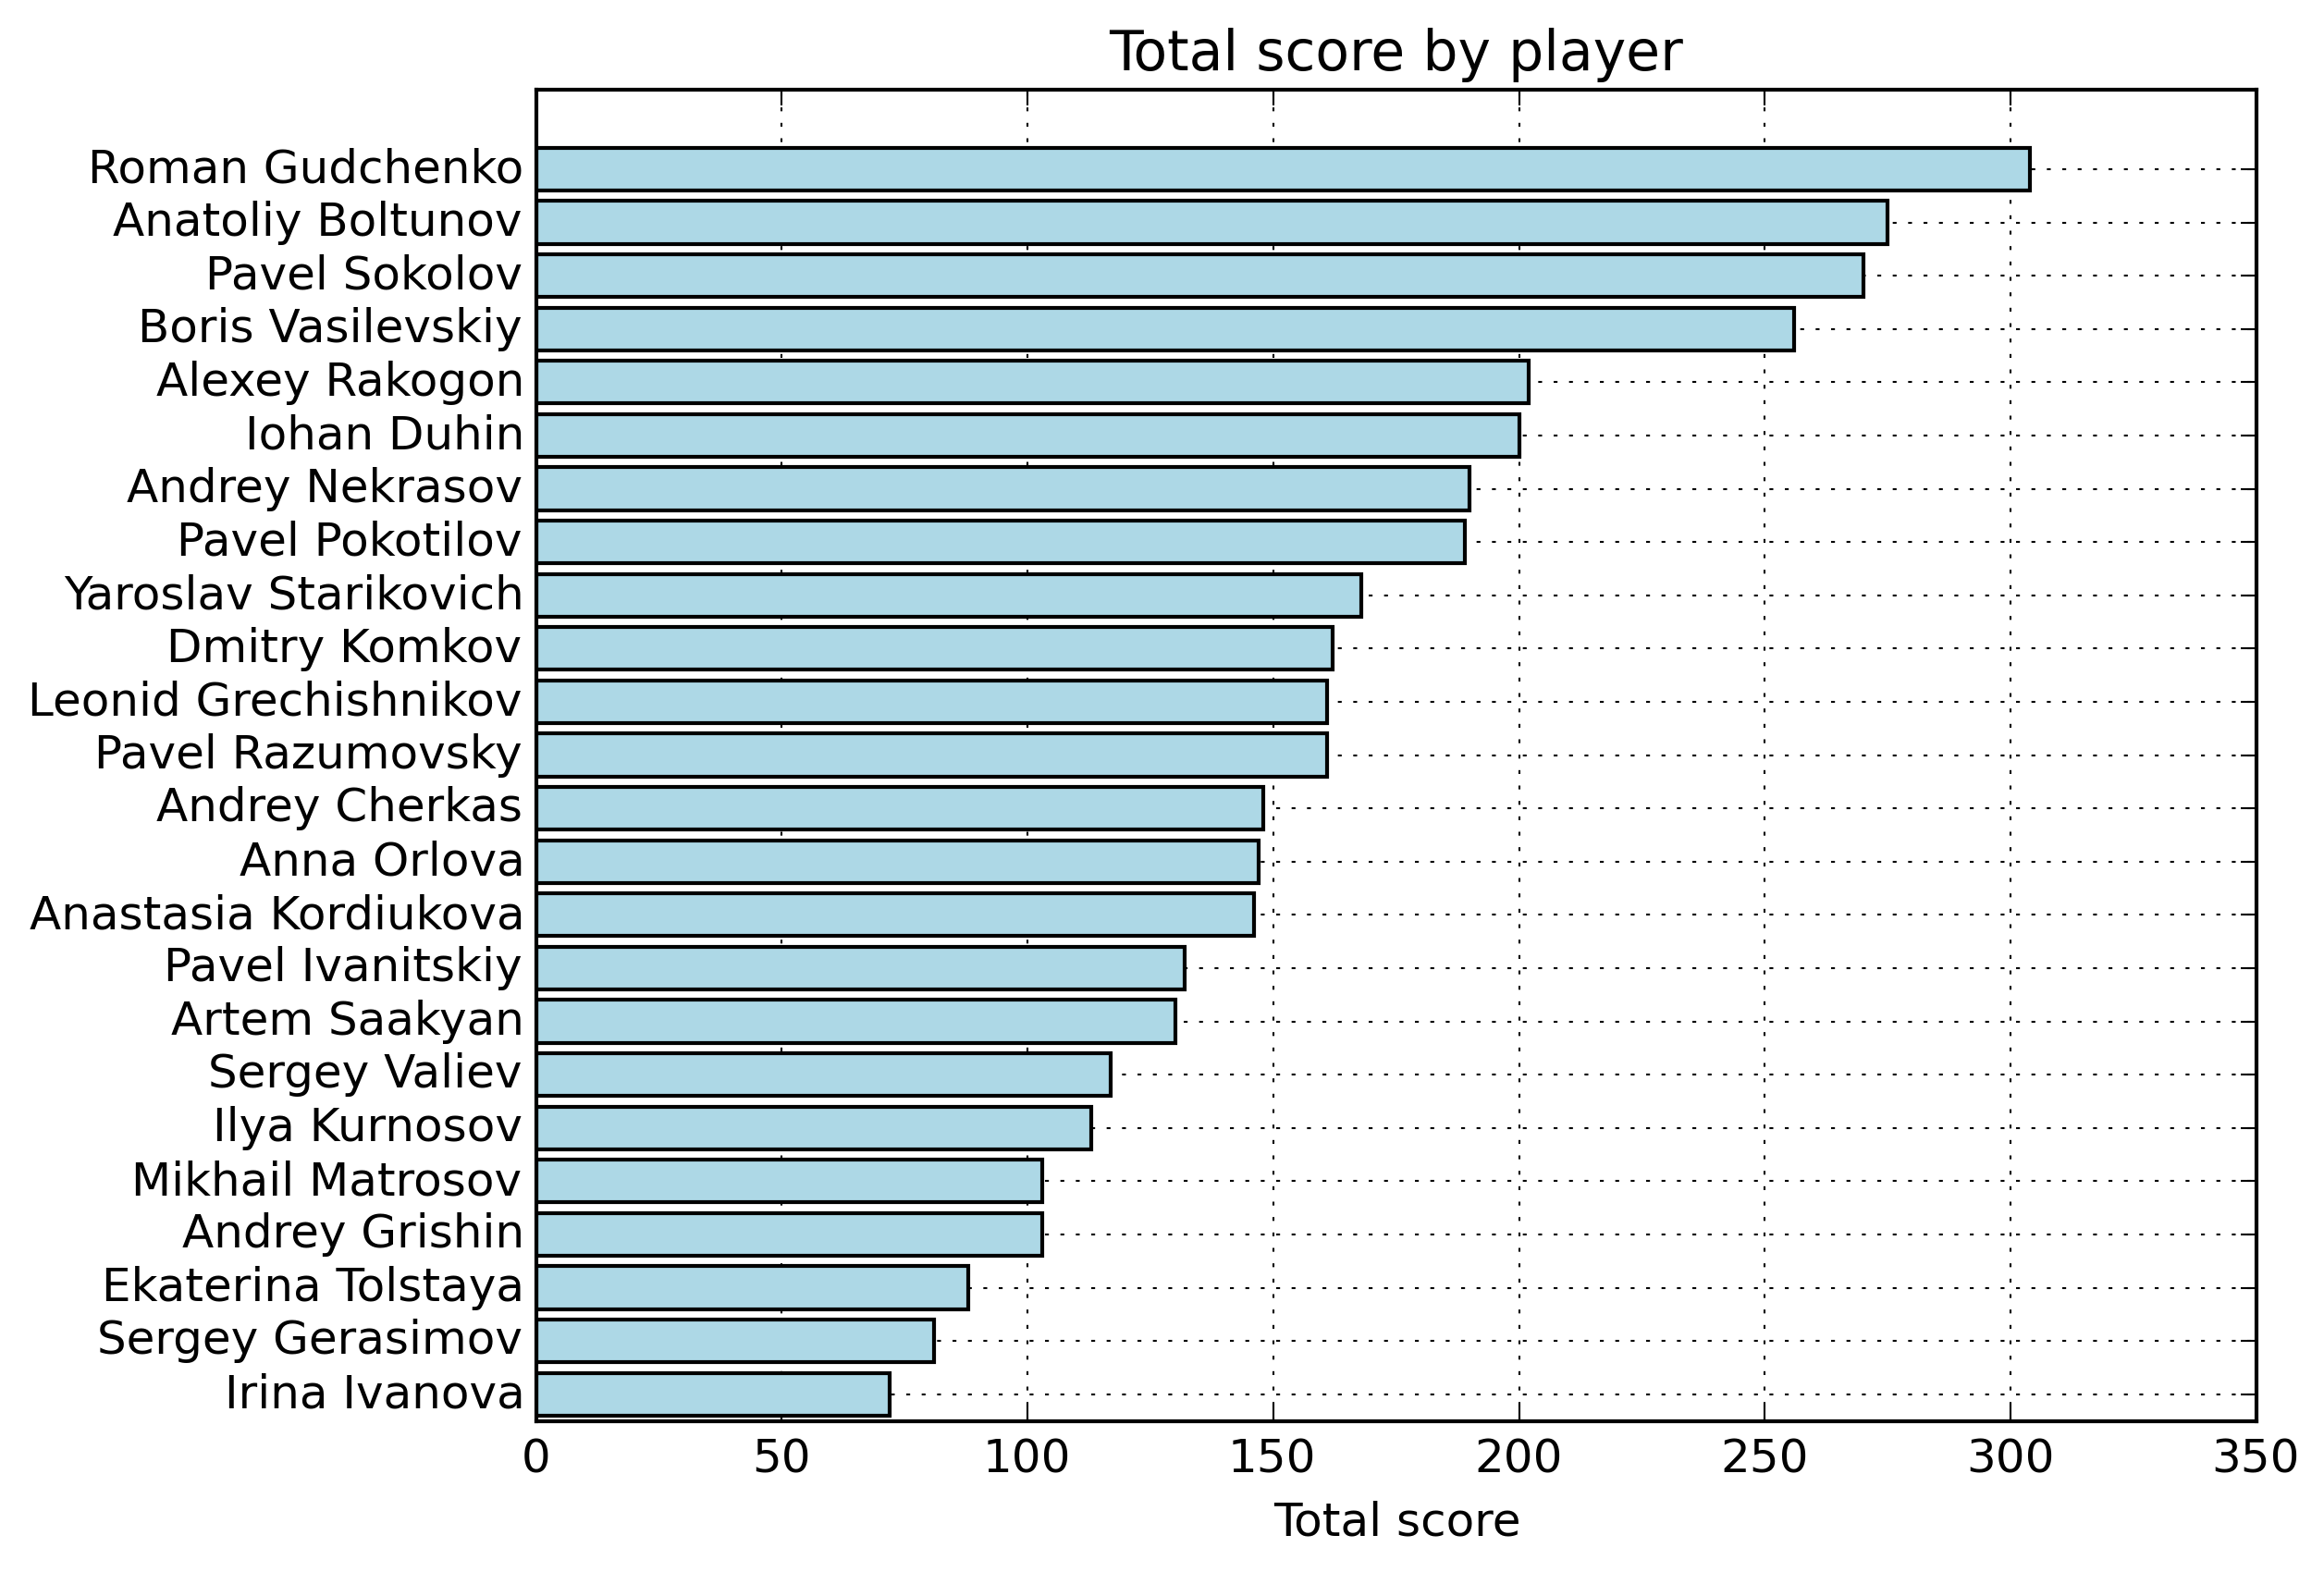 Total score by player
Roman Gudchenko
Anatoliy Boltunov
Pavel Sokolov
Boris Vasilevskiy
Alexey Rakogon
Iohan Duhin
Andrey Nekrasov
Pavel Pokotilov
Yaroslav Starikovich
Dmitry Komkov
Leonid Grechishnikov
Pavel Razumovsky
Andrey Cherkas
Anna Orlova
Anastasia Kordiukova
Pavel Ivanitskiy
Artem Saakyan
Sergey Valiev
Ilya Kurnosov
Mikhail Matrosov
Andrey Grishin
Ekaterina Tolstaya
Sergey Gerasimov
Irina Ivanova
0 50 100 150 200 250 300 350
Total score